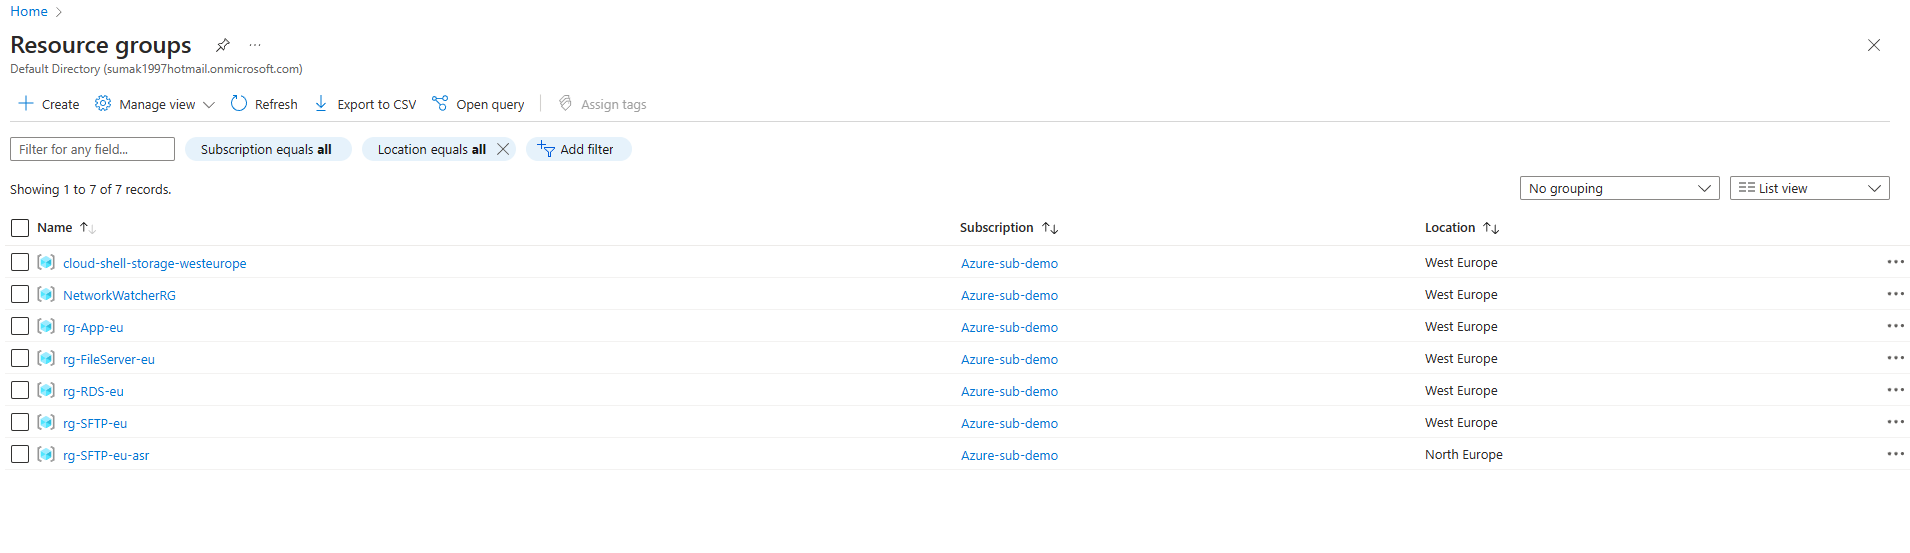 Home
Resource groups
Default Directory (sumak1997hotmail.onmicrosoft.com)
Create Manage view Refresh Export to CSV Open query Assign tags
Filter for any field... Subscription equals all Location equals all Add filter
Showing 1 to 7 of 7 records. No grouping List view
Name Subscription Location
cloud-shell-storage-westeurope Azure-sub-demo West Europe
NetworkWatcherRG Azure-sub-demo West Europe
rg-App-eu Azure-sub-demo West Europe
rg-FileServer-eu Azure-sub-demo West Europe
rg-RDS-eu Azure-sub-demo West Europe
rg-SFTP-eu Azure-sub-demo West Europe
rg-SFTP-eu-asr Azure-sub-demo North Europe